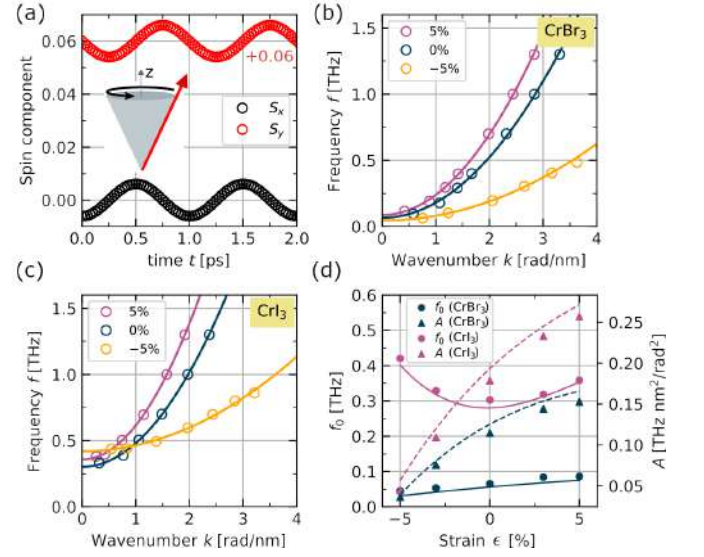 (a)
Spin component
0.06
0.04
0.02
0.00
+0.06
z
S_x
S_y
0.0 0.5 1.0 1.5 2.0
time t [ps]
(b)
Frequency f [THz]
1.5
1.0
0.5
0.0
5%
0%
−5%
CrBr3
0 1 2 3 4
Wavenumber k [rad/nm]
(c)
Frequency f [THz]
1.5
1.0
0.5
0.0
5%
0%
−5%
CrI3
0 1 2 3 4
Wavenumber k [rad/nm]
(d)
f0 [THz]
0.6
0.5
0.4
0.3
0.2
0.1
0.0
f0 (CrBr3)
A (CrBr3)
f0 (CrI3)
A (CrI3)
0.25
0.20
0.15
0.10
0.05
A [THz nm²/rad²]
−5 0 5
Strain ϵ [%]